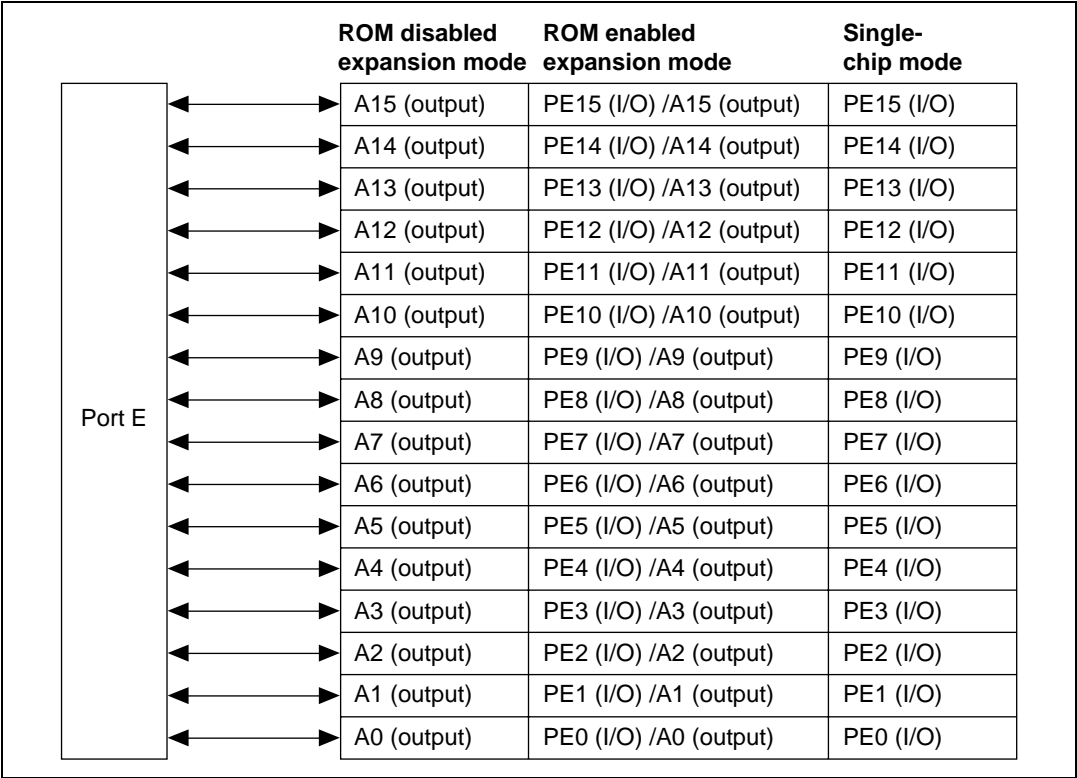 ROM disabled expansion mode ROM enabled expansion mode Single-chip mode
A15 (output) PE15 (I/O) /A15 (output) PE15 (I/O)
A14 (output) PE14 (I/O) /A14 (output) PE14 (I/O)
A13 (output) PE13 (I/O) /A13 (output) PE13 (I/O)
A12 (output) PE12 (I/O) /A12 (output) PE12 (I/O)
A11 (output) PE11 (I/O) /A11 (output) PE11 (I/O)
A10 (output) PE10 (I/O) /A10 (output) PE10 (I/O)
A9 (output) PE9 (I/O) /A9 (output) PE9 (I/O)
A8 (output) PE8 (I/O) /A8 (output) PE8 (I/O)
Port E
A7 (output) PE7 (I/O) /A7 (output) PE7 (I/O)
A6 (output) PE6 (I/O) /A6 (output) PE6 (I/O)
A5 (output) PE5 (I/O) /A5 (output) PE5 (I/O)
A4 (output) PE4 (I/O) /A4 (output) PE4 (I/O)
A3 (output) PE3 (I/O) /A3 (output) PE3 (I/O)
A2 (output) PE2 (I/O) /A2 (output) PE2 (I/O)
A1 (output) PE1 (I/O) /A1 (output) PE1 (I/O)
A0 (output) PE0 (I/O) /A0 (output) PE0 (I/O)